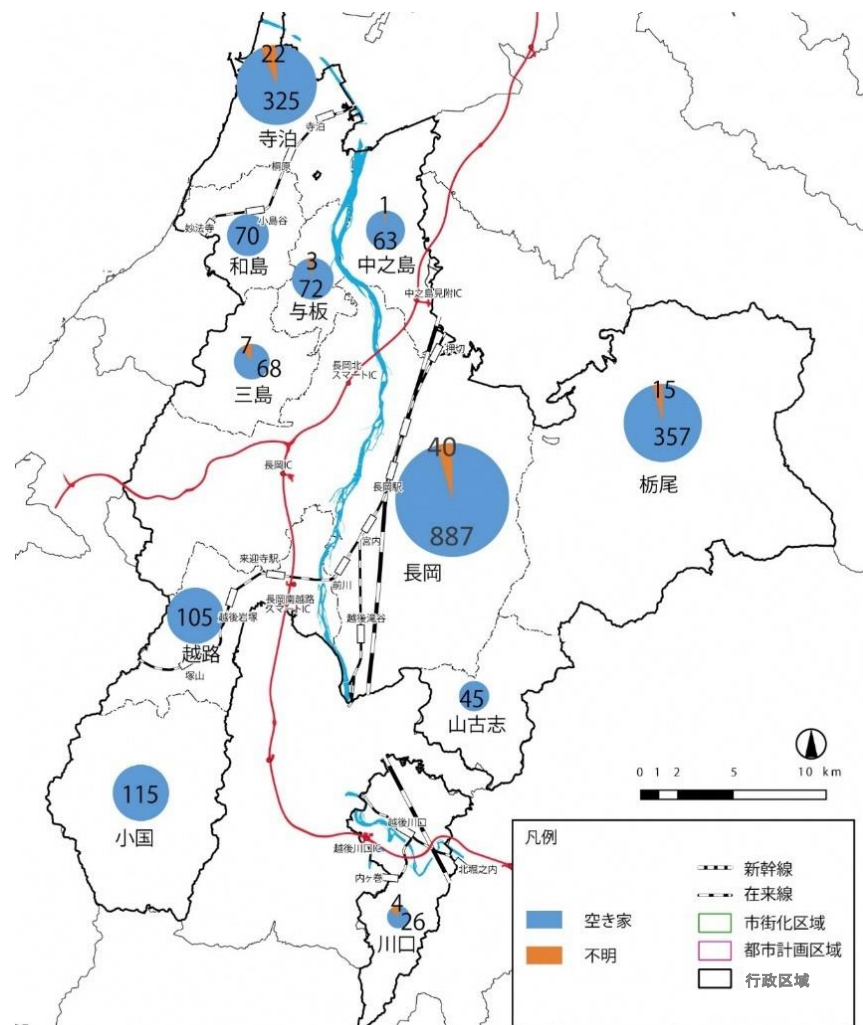 22
325
寺泊
寺泊
桐原
妙法寺
小島谷
70
和島
1
63
中之島
3
72
与板
中之島見附IC
7
68
三島
長岡北
スマートIC
押切
15
357
栃尾
40
887
長岡
長岡IC
長岡駅
宮内
来迎寺駅
前川
105
越路
越後岩塚
長岡南越路
スマートIC
越後滝谷
塚山
45
山古志
0 1 2 5 10 km
115
小国
越後川口
越後川口IC
北堀之内
内ヶ巻
4
26
川口
凡例
空き家
不明
新幹線
在来線
市街化区域
都市計画区域
行政区域